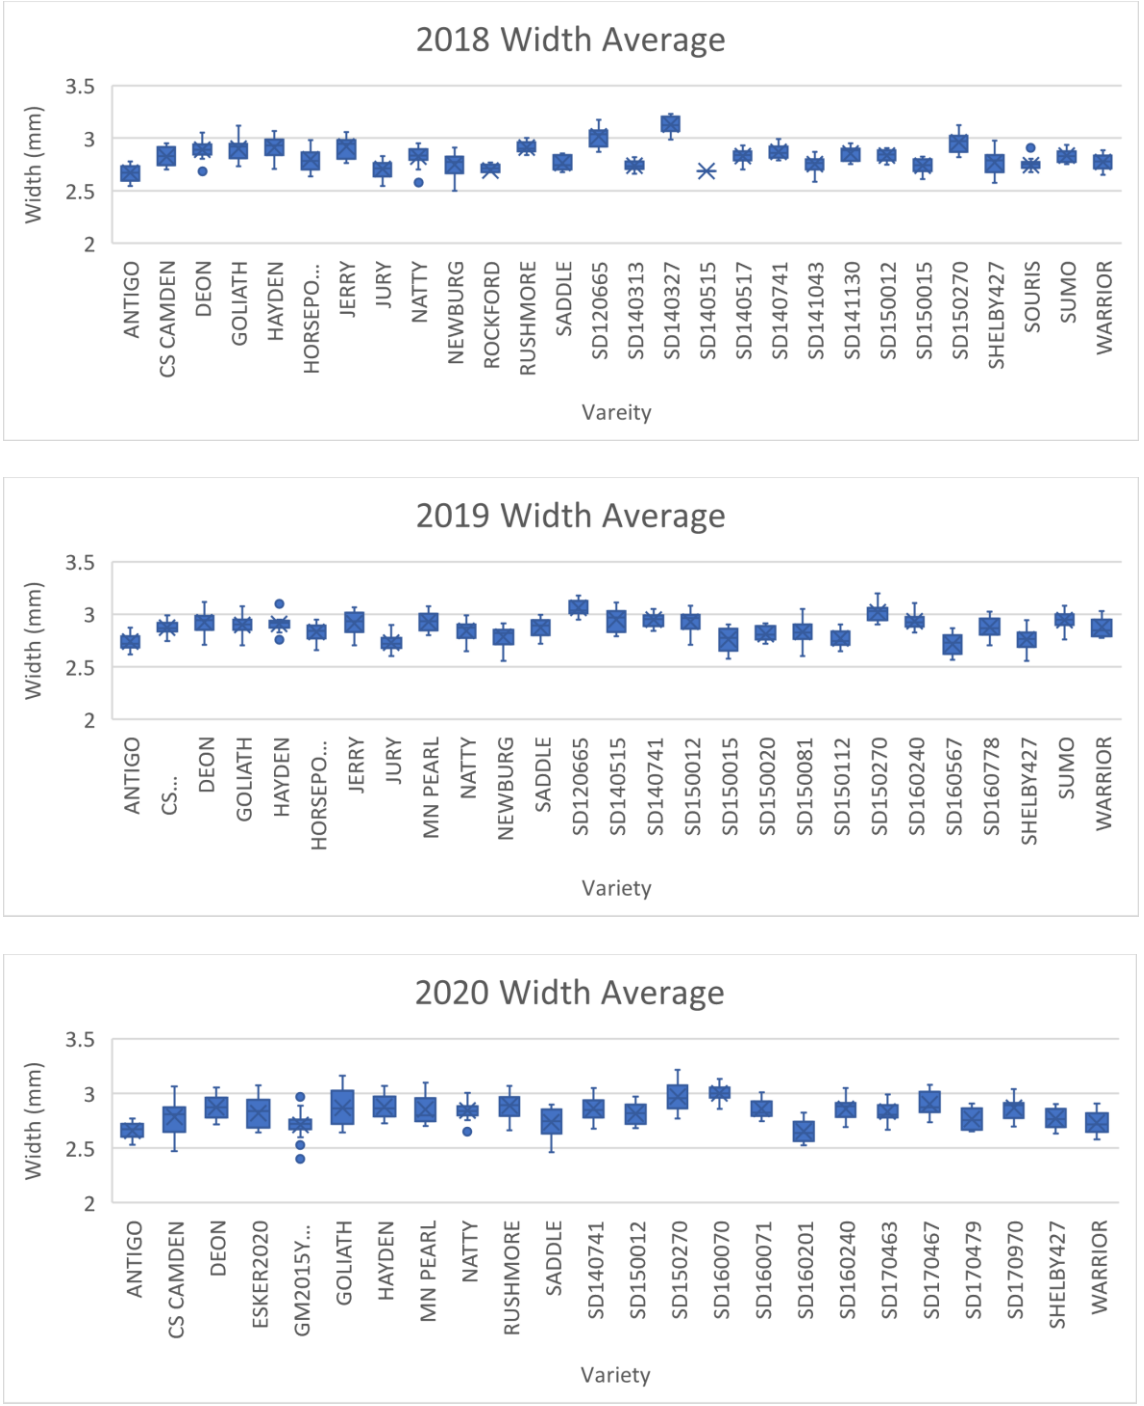 2018 Width Average
3.5
3
2.5
2
Width (mm)
ANTIGO
CS CAMDEN
DEON
GOLIATH
HAYDEN
HORSEPO...
JERRY
JURY
NATTY
NEWBURG
ROCKFORD
RUSHMORE
SADDLE
SD120665
SD140313
SD140327
SD140515
SD140517
SD140741
SD141043
SD141130
SD150012
SD150015
SD150270
SHELBY427
SOURIS
SUMO
WARRIOR
Vareity
2019 Width Average
3.5
3
2.5
2
Width (mm)
ANTIGO
CS...
DEON
GOLIATH
HAYDEN
HORSEPO...
JERRY
JURY
MN PEARL
NATTY
NEWBURG
SADDLE
SD120665
SD140515
SD140741
SD150012
SD150015
SD150020
SD150081
SD150112
SD150270
SD160240
SD160567
SD160778
SHELBY427
SUMO
WARRIOR
Variety
2020 Width Average
3.5
3
2.5
2
Width (mm)
ANTIGO
CS CAMDEN
DEON
ESKER2020
GM2015Y...
GOLIATH
HAYDEN
MN PEARL
NATTY
RUSHMORE
SADDLE
SD140741
SD150012
SD150270
SD160070
SD160071
SD160201
SD160240
SD170463
SD170467
SD170479
SD170970
SHELBY427
WARRIOR
Variety